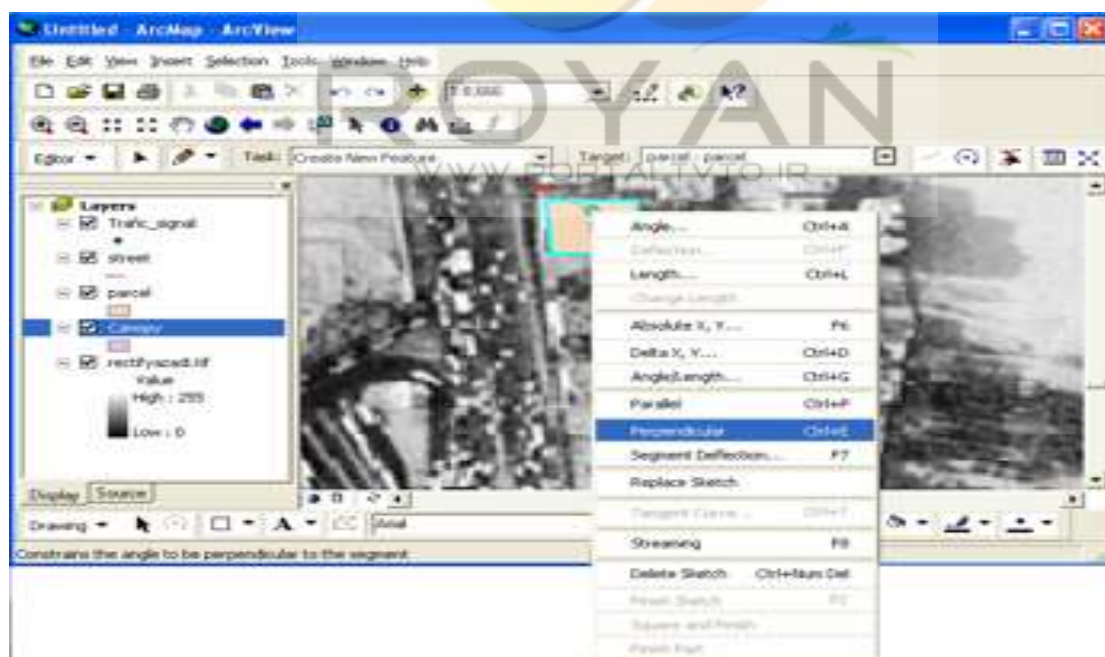 Untitled - ArcMap - ArcView
File Edit View Insert Selection Tools Window Help
ROYAN
WWW.PORTALTVTO.IR
Editor Task: Create New Feature Target: parcel : parcel
Layers
Trafic_signal
street
parcel
Canopy
Value
High : 255
Low : 0
Display Source
Angle... Ctrl+A
Deflection...
Length... Ctrl+L
Change Length
Absolute X, Y... F6
Delta X, Y... Ctrl+D
Angle/Length... Ctrl+G
Parallel Ctrl+P
Perpendicular Ctrl+E
Segment Deflection... F7
Replace Sketch
Tangent Curve...
Streaming F8
Delete Sketch Ctrl+Num Del
Finish Sketch F2
Square and Finish
Finish Part
Drawing A Arial
Constrains the angle to be perpendicular to the segment